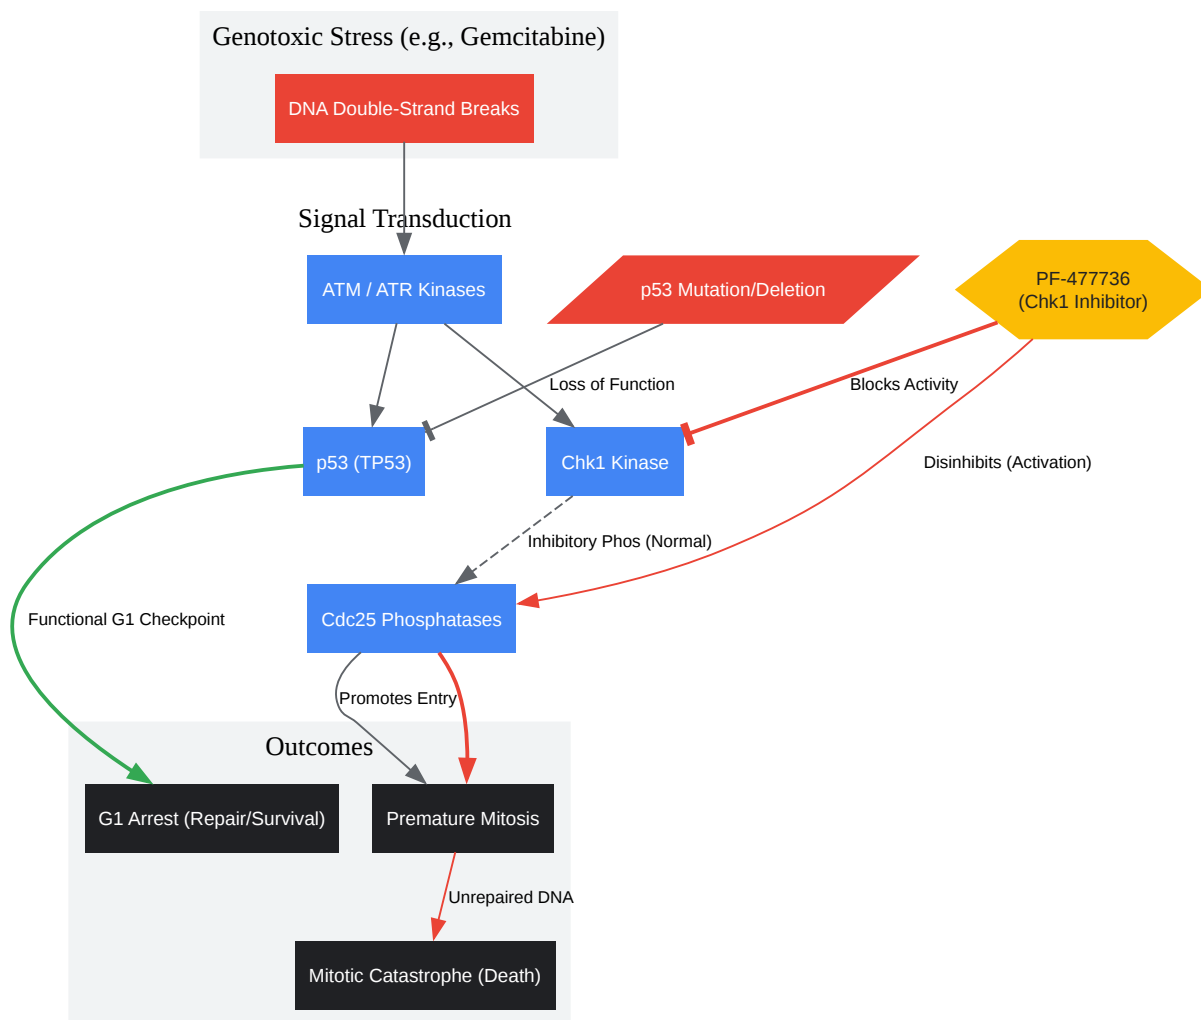 Genotoxic Stress (e.g., Gemcitabine)
DNA Double-Strand Breaks
Signal Transduction
ATM / ATR Kinases
p53 Mutation/Deletion
PF-477736
(Chk1 Inhibitor)
Loss of Function
Blocks Activity
p53 (TP53)
Chk1 Kinase
Disinhibits (Activation)
Inhibitory Phos (Normal)
Cdc25 Phosphatases
Functional G1 Checkpoint
Promotes Entry
Outcomes
G1 Arrest (Repair/Survival)
Premature Mitosis
Unrepaired DNA
Mitotic Catastrophe (Death)